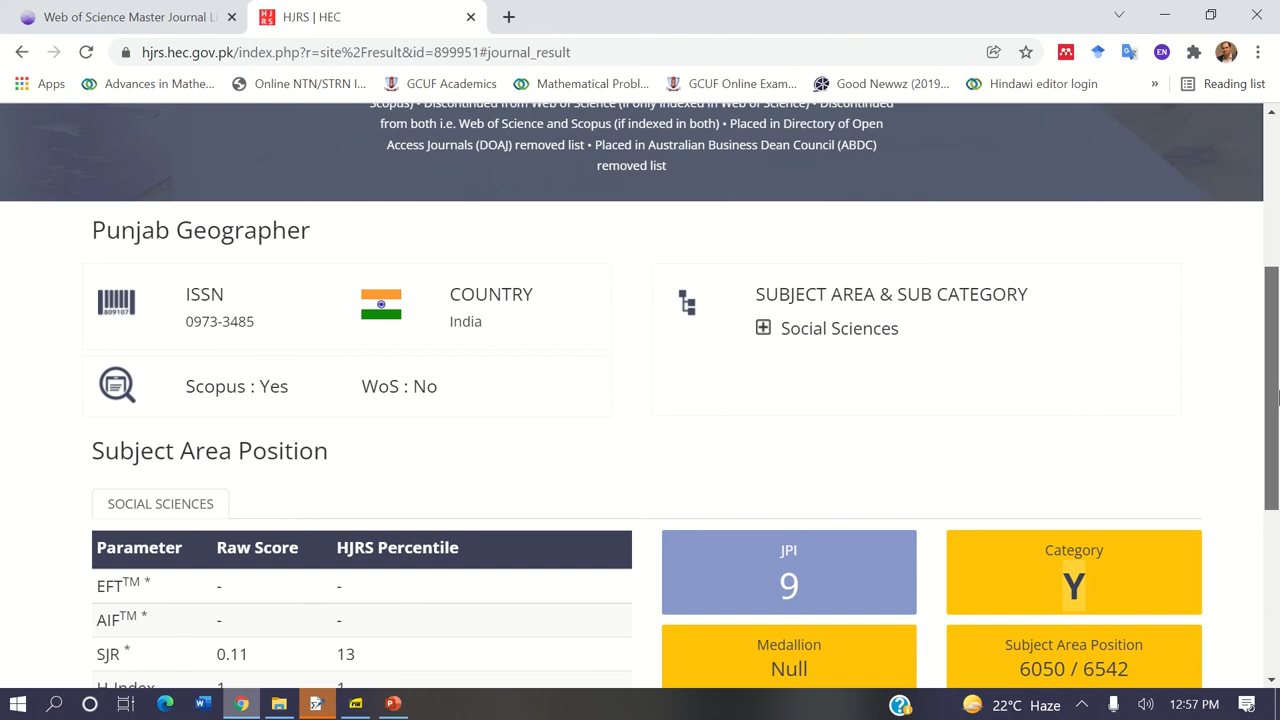 Web of Science Master Journal Li
HJRS | HEC
hjrs.hec.gov.pk/index.php?r=site%2Fresult&id=899951#journal_result
EN
Apps
Advances in Mathe...
Online NTN/STRN I...
GCUF Academics
Mathematical Probl...
GCUF Online Exam...
Good Newwz (2019...
Hindawi editor login
»
Reading list
Scopus) • Discontinued from Web of Science (if only indexed in Web of Science) • Discontinued
from both i.e. Web of Science and Scopus (if indexed in both) • Placed in Directory of Open
Access Journals (DOAJ) removed list • Placed in Australian Business Dean Council (ABDC)
removed list
Punjab Geographer
ISSN
0973-3485
COUNTRY
India
SUBJECT AREA & SUB CATEGORY
Social Sciences
809107
Scopus : Yes
WoS : No
Subject Area Position
SOCIAL SCIENCES
Parameter Raw Score HJRS Percentile
EFTTM * - -
AIFTM * - -
SJR * 0.11 13
H-Index 1 1
JPI
9
Category
Y
Medallion
Null
Subject Area Position
6050 / 6542
22°C Haze
12:57 PM